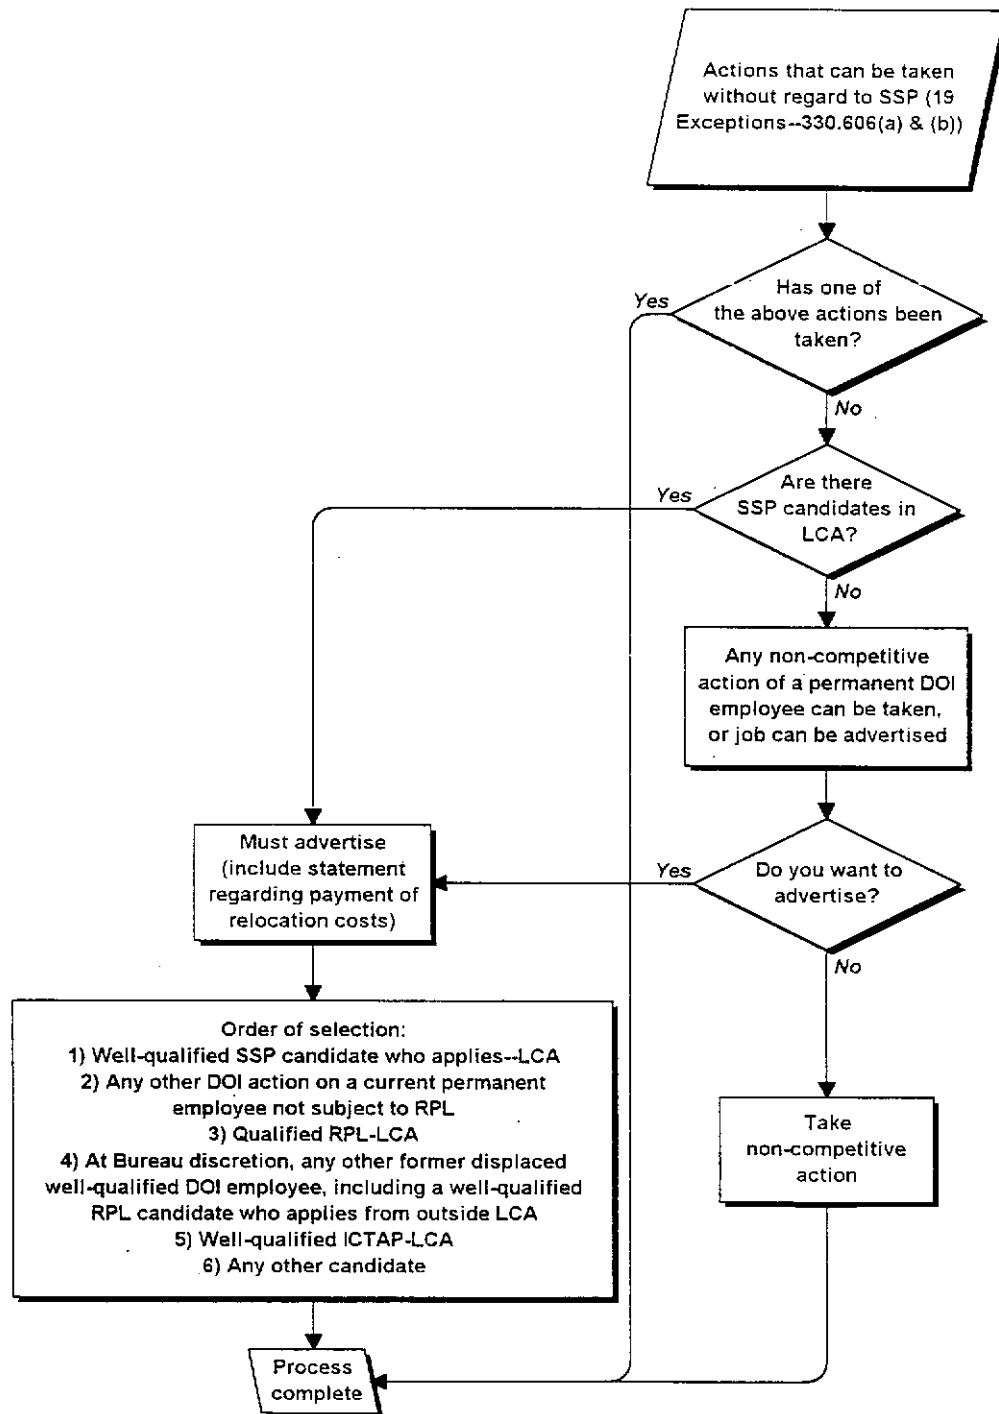 Actions that can be taken
without regard to SSP (19
Exceptions--330.606(a) & (b))
Has one of
the above actions been
taken?
Yes
No
Are there
SSP candidates in
LCA?
Yes
No
Any non-competitive
action of a permanent DOI
employee can be taken,
or job can be advertised
Must advertise
(include statement
regarding payment of
relocation costs)
Yes
Do you want to
advertise?
No
Order of selection:
1) Well-qualified SSP candidate who applies--LCA
2) Any other DOI action on a current permanent
employee not subject to RPL
3) Qualified RPL-LCA
4) At Bureau discretion, any other former displaced
well-qualified DOI employee, including a well-qualified
RPL candidate who applies from outside LCA
5) Well-qualified ICTAP-LCA
6) Any other candidate
Take
non-competitive
action
Process
complete